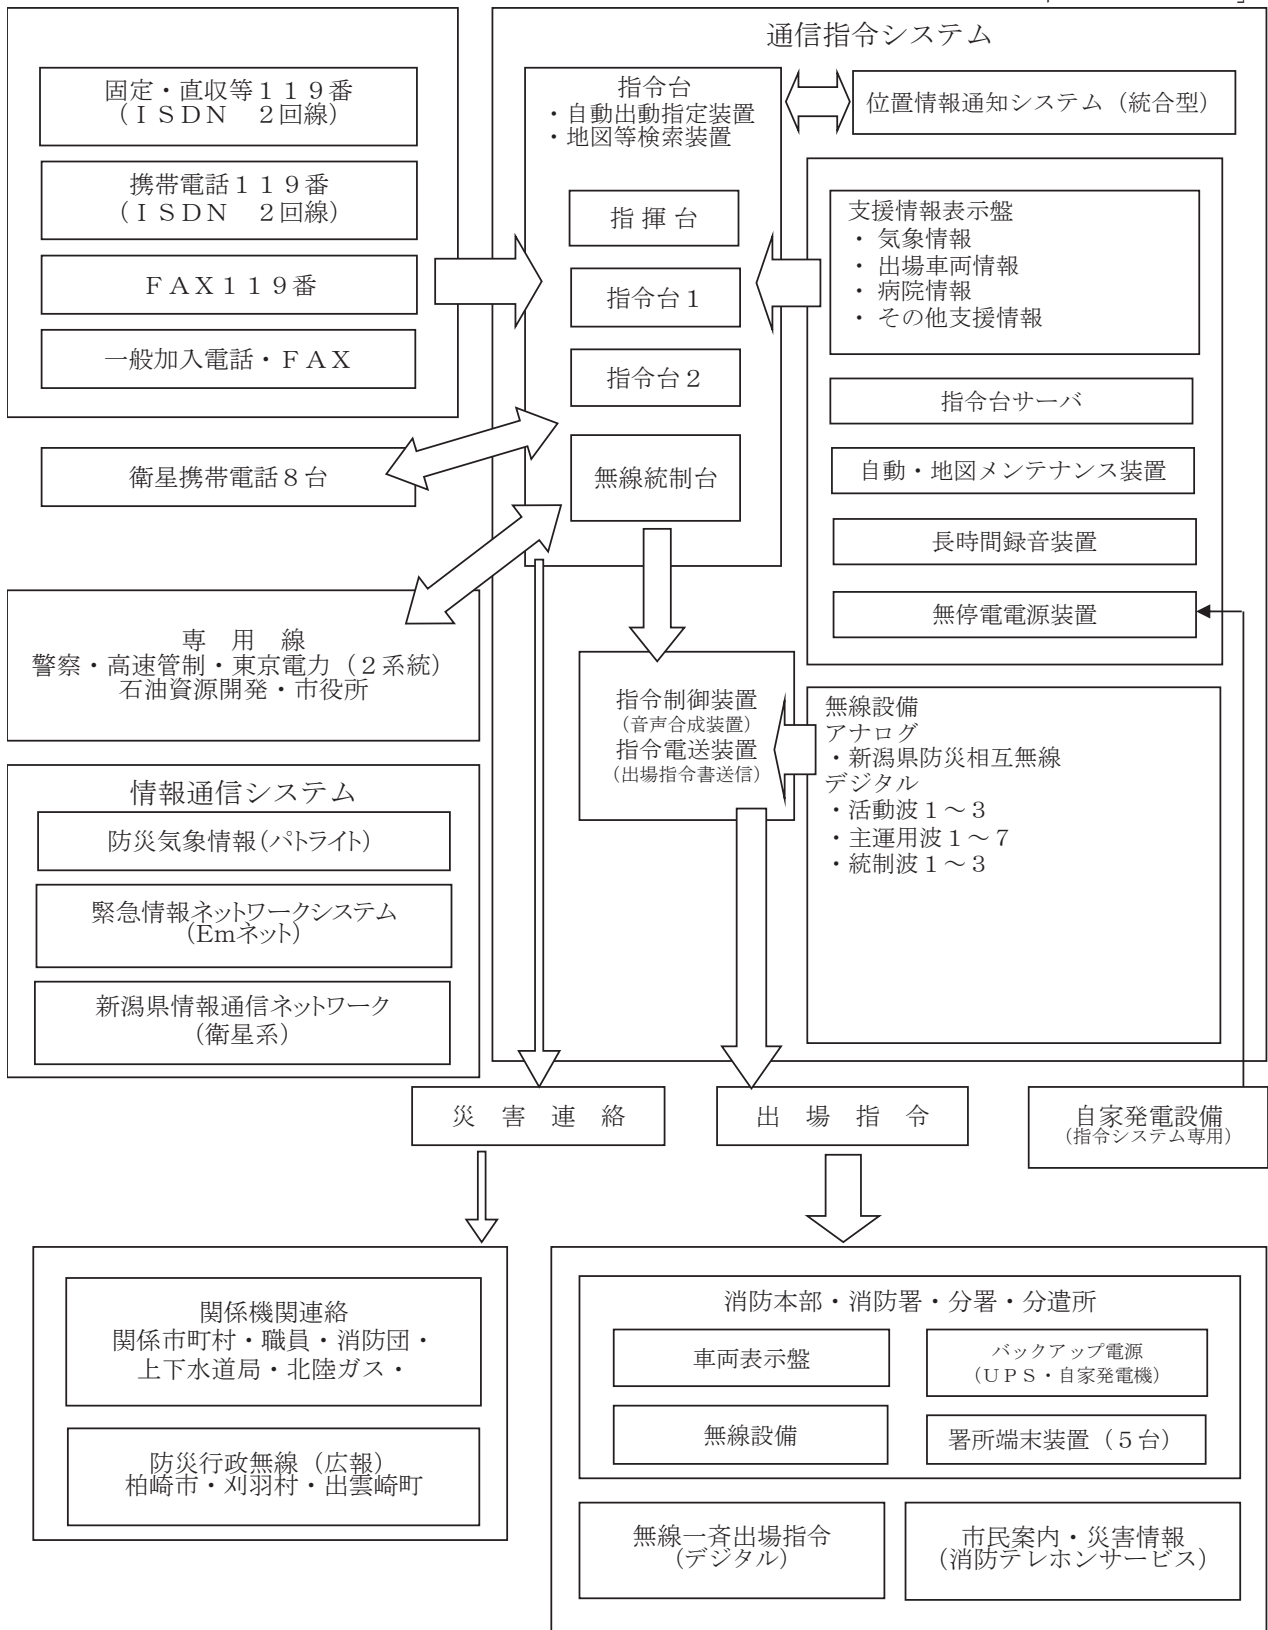 固定・直収等１１９番
（ＩＳＤＮ　２回線）
携帯電話１１９番
（ＩＳＤＮ　２回線）
ＦＡＸ１１９番
一般加入電話・ＦＡＸ
衛星携帯電話８台
専　用　線
警察・高速管制・東京電力（２系統）
石油資源開発・市役所
情報通信システム
防災気象情報（パトライト）
緊急情報ネットワークシステム
（Emネット）
新潟県情報通信ネットワーク
（衛星系）
通信指令システム
指令台
・自動出動指定装置
・地図等検索装置
指 揮 台
指令台１
指令台２
無線統制台
位置情報通知システム（統合型）
支援情報表示盤
・ 気象情報
・ 出場車両情報
・ 病院情報
・ その他支援情報
指令台サーバ
自動・地図メンテナンス装置
長時間録音装置
無停電電源装置
指令制御装置
（音声合成装置）
指令電送装置
（出場指令書送信）
無線設備
アナログ
・新潟県防災相互無線
デジタル
・活動波１～３
・主運用波１～７
・統制波１～３
災　害　連　絡
出　場　指　令
自家発電設備
（指令システム専用）
関係機関連絡
関係市町村・職員・消防団・
上下水道局・北陸ガス・
防災行政無線（広報）
柏崎市・刈羽村・出雲崎町
消防本部・消防署・分署・分遣所
車両表示盤
バックアップ電源
（ＵＰＳ・自家発電機）
無線設備
署所端末装置（５台）
無線一斉出場指令
（デジタル）
市民案内・災害情報
（消防テレホンサービス）